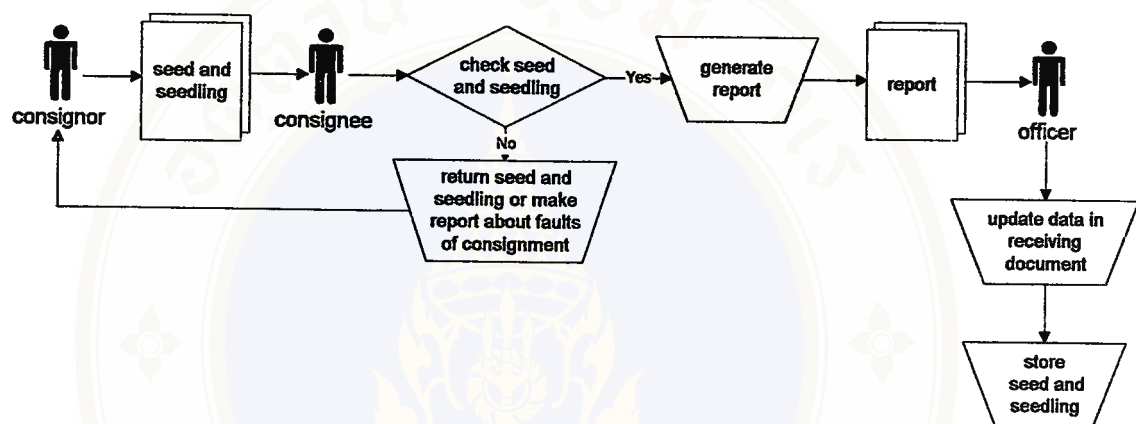 consignor
seed and
seedling
consignee
check seed
and seedling
Yes
generate
report
report
officer
No
return seed and
seedling or make
report about faults
of consignment
update data in
receiving
document
store
seed and
seedling